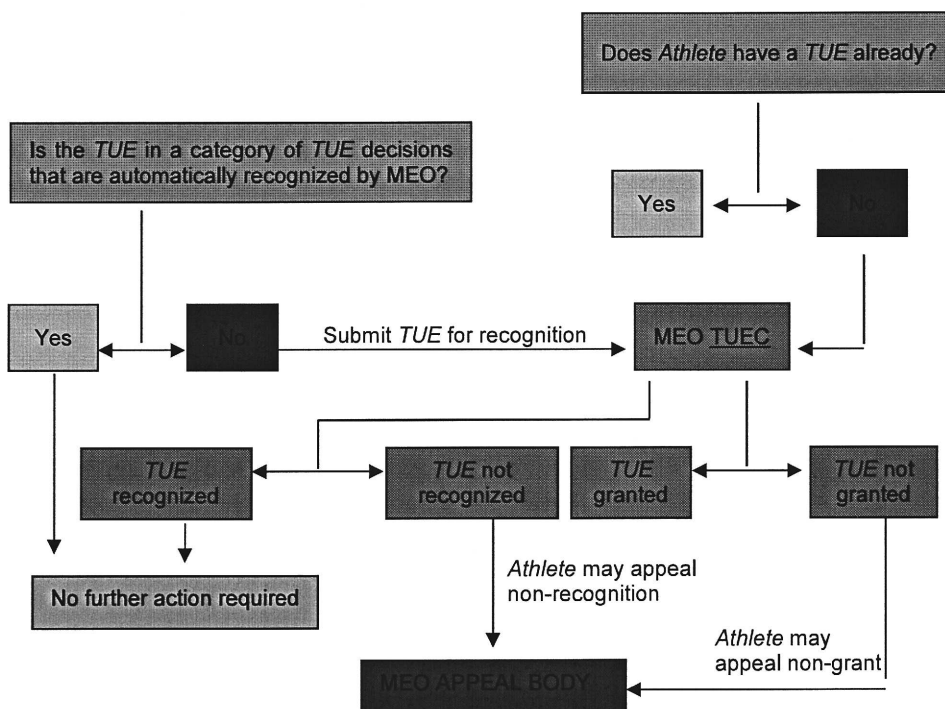 Does Athlete have a TUE already?
Is the TUE in a category of TUE decisions
that are automatically recognized by MEO?
Yes
No
Yes
No
Submit TUE for recognition
MEO TUEC
TUE
recognized
TUE not
recognized
TUE
granted
TUE not
granted
No further action required
Athlete may appeal
non-recognition
Athlete may
appeal non-grant
MEO APPEAL BODY